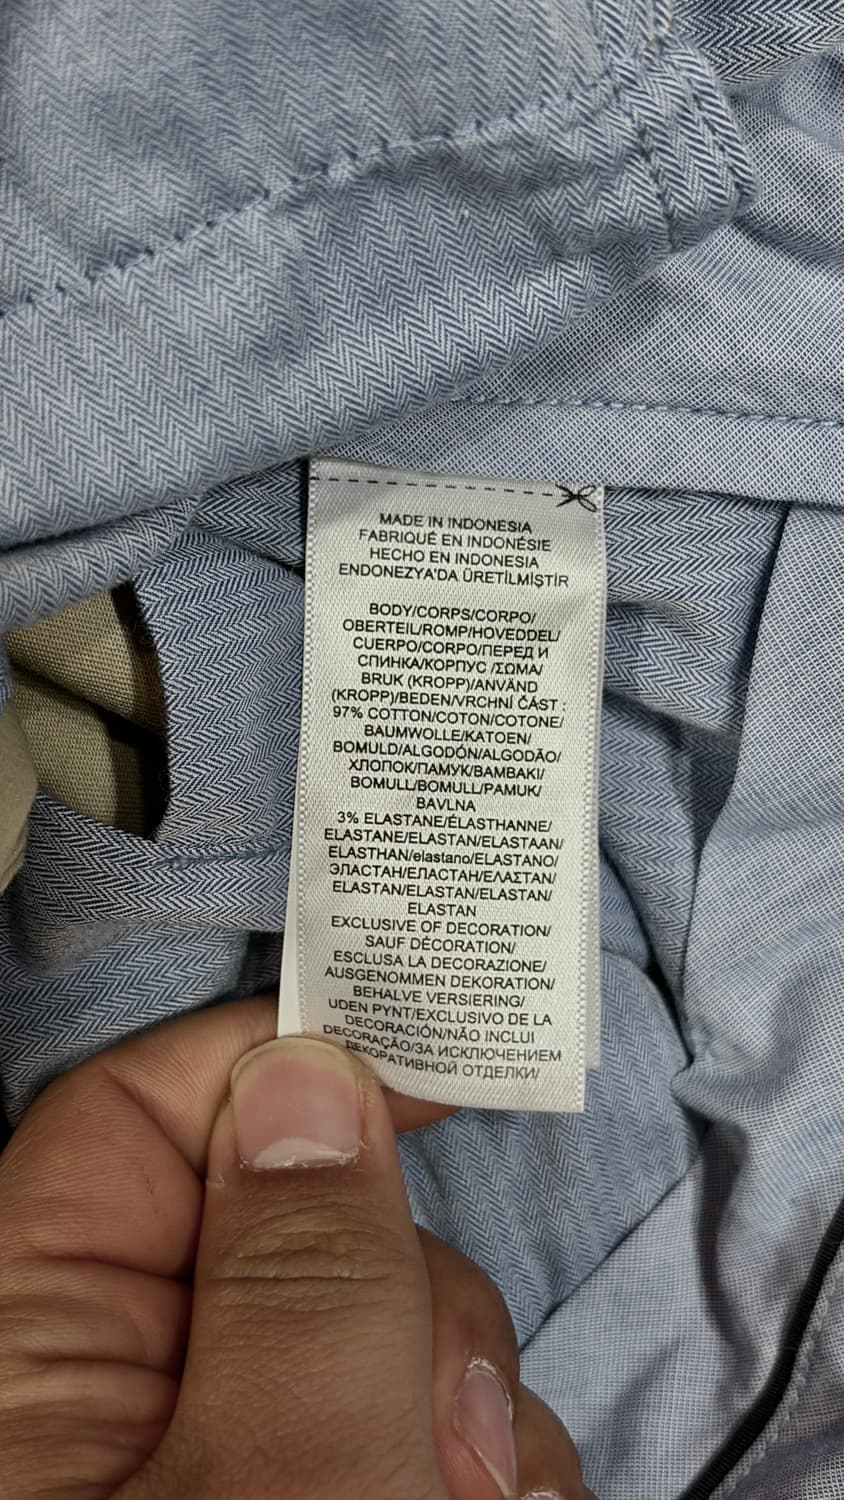 MADE IN INDONESIA
FABRIQUÉ EN INDONÉSIE
HECHO EN INDONESIA
ENDONEZYA'DA ÜRETİLMİŞTİR
BODY/CORPS/CORPO/
OBERTEIL/ROMP/HOVEDDEL/
CUERPO/CORPO/ПЕРЕД И
СПИНКА/КОРПУС /ΣΩΜΑ/
BRUK (KROPP)/ANVÄND
(KROPP)/BEDEN/VRCHNÍ ČÁST :
97% COTTON/COTON/COTONE/
BAUMWOLLE/KATOEN/
BOMULD/ALGODÓN/ALGODÃO/
ХЛОПОК/ПАМУК/ΒΑΜΒΑΚΙ/
BOMULL/BOMULL/PAMUK/
BAVLNA
3% ELASTANE/ÉLASTHANNE/
ELASTANE/ELASTAN/ELASTAAN/
ELASTHAN/elastano/ELASTANO/
ЭЛАСТАН/ЕЛАСТАН/ΕΛΑΣΤΑΝ/
ELASTAN/ELASTAN/ELASTAN/
ELASTAN
EXCLUSIVE OF DECORATION/
SAUF DÉCORATION/
ESCLUSA LA DECORAZIONE/
AUSGENOMMEN DEKORATION/
BEHALVE VERSIERING/
UDEN PYNT/EXCLUSIVO DE LA
DECORACIÓN/NÃO INCLUI
DECORAÇÃO/ЗА ИСКЛЮЧЕНИЕМ
ДЕКОРАТИВНОЙ ОТДЕЛКИ/